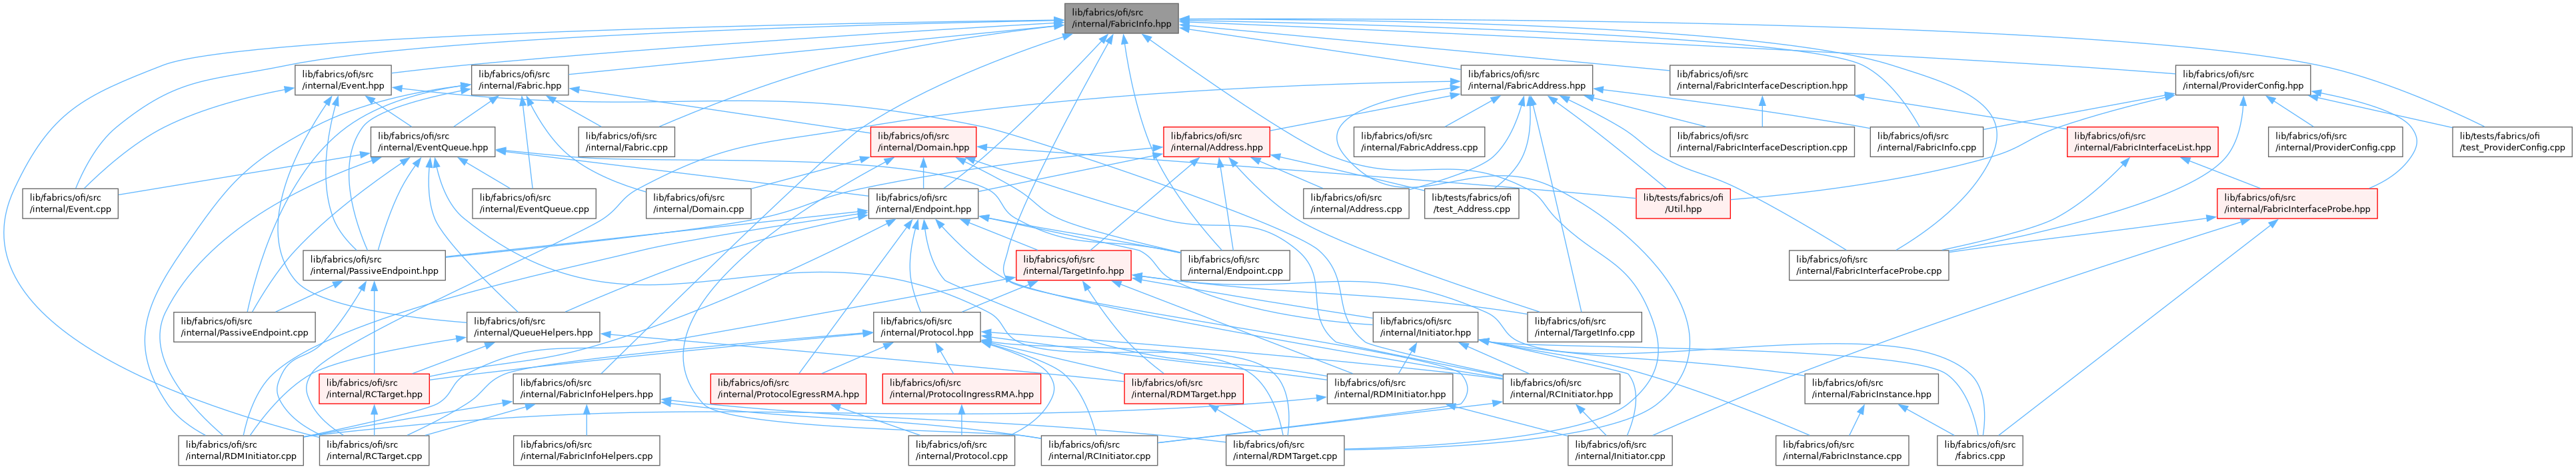 lib/fabrics/ofi/src
/internal/FabricInfo.hpp
lib/fabrics/ofi/src
/internal/Event.hpp
lib/fabrics/ofi/src
/internal/Fabric.hpp
lib/fabrics/ofi/src
/internal/FabricAddress.hpp
lib/fabrics/ofi/src
/internal/FabricInterfaceDescription.hpp
lib/fabrics/ofi/src
/internal/ProviderConfig.hpp
lib/fabrics/ofi/src
/internal/EventQueue.hpp
lib/fabrics/ofi/src
/internal/Fabric.cpp
lib/fabrics/ofi/src
/internal/Domain.hpp
lib/fabrics/ofi/src
/internal/Address.hpp
lib/fabrics/ofi/src
/internal/FabricAddress.cpp
lib/fabrics/ofi/src
/internal/FabricInterfaceDescription.cpp
lib/fabrics/ofi/src
/internal/FabricInfo.cpp
lib/fabrics/ofi/src
/internal/FabricInterfaceList.hpp
lib/fabrics/ofi/src
/internal/ProviderConfig.cpp
lib/tests/fabrics/ofi
/test_ProviderConfig.cpp
lib/fabrics/ofi/src
/internal/Event.cpp
lib/fabrics/ofi/src
/internal/EventQueue.cpp
lib/fabrics/ofi/src
/internal/Domain.cpp
lib/fabrics/ofi/src
/internal/Endpoint.hpp
lib/fabrics/ofi/src
/internal/Address.cpp
lib/tests/fabrics/ofi
/test_Address.cpp
lib/tests/fabrics/ofi
/Util.hpp
lib/fabrics/ofi/src
/internal/FabricInterfaceProbe.hpp
lib/fabrics/ofi/src
/internal/PassiveEndpoint.hpp
lib/fabrics/ofi/src
/internal/TargetInfo.hpp
lib/fabrics/ofi/src
/internal/Endpoint.cpp
lib/fabrics/ofi/src
/internal/FabricInterfaceProbe.cpp
lib/fabrics/ofi/src
/internal/PassiveEndpoint.cpp
lib/fabrics/ofi/src
/internal/QueueHelpers.hpp
lib/fabrics/ofi/src
/internal/Protocol.hpp
lib/fabrics/ofi/src
/internal/Initiator.hpp
lib/fabrics/ofi/src
/internal/TargetInfo.cpp
lib/fabrics/ofi/src
/internal/RCTarget.hpp
lib/fabrics/ofi/src
/internal/FabricInfoHelpers.hpp
lib/fabrics/ofi/src
/internal/ProtocolEgressRMA.hpp
lib/fabrics/ofi/src
/internal/ProtocolIngressRMA.hpp
lib/fabrics/ofi/src
/internal/RDMTarget.hpp
lib/fabrics/ofi/src
/internal/RDMInitiator.hpp
lib/fabrics/ofi/src
/internal/RCInitiator.hpp
lib/fabrics/ofi/src
/internal/FabricInstance.hpp
lib/fabrics/ofi/src
/internal/RDMInitiator.cpp
lib/fabrics/ofi/src
/internal/RCTarget.cpp
lib/fabrics/ofi/src
/internal/FabricInfoHelpers.cpp
lib/fabrics/ofi/src
/internal/Protocol.cpp
lib/fabrics/ofi/src
/internal/RCInitiator.cpp
lib/fabrics/ofi/src
/internal/RDMTarget.cpp
lib/fabrics/ofi/src
/internal/Initiator.cpp
lib/fabrics/ofi/src
/internal/FabricInstance.cpp
lib/fabrics/ofi/src
/fabrics.cpp